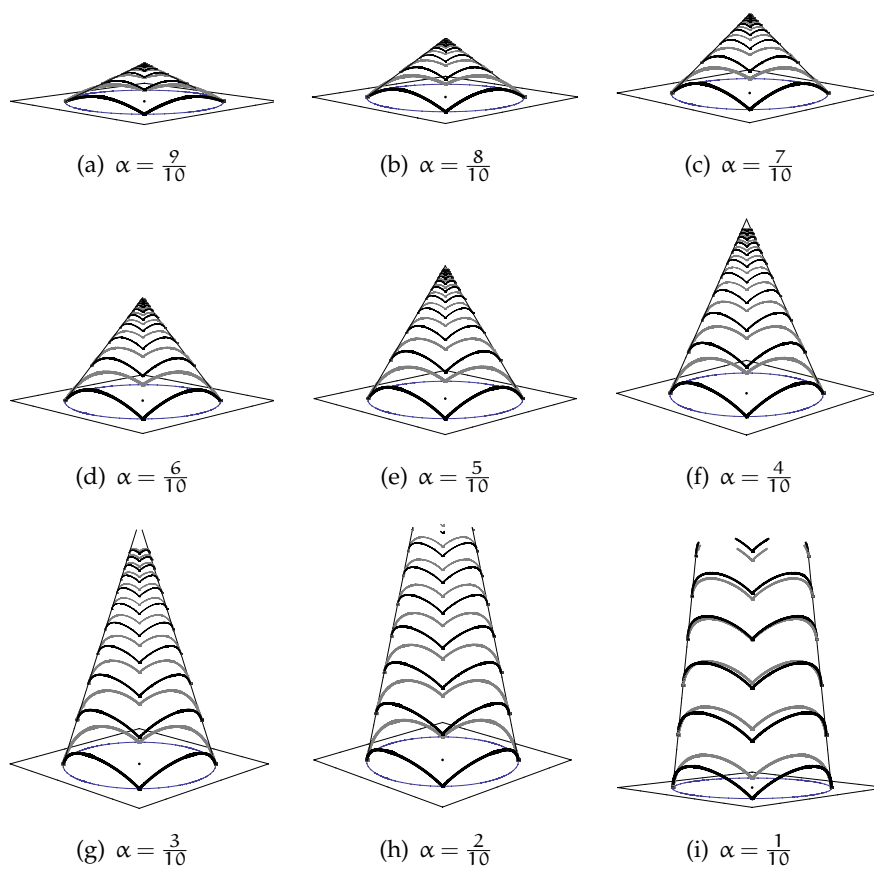 (a) α = 9/10
(b) α = 8/10
(c) α = 7/10
(d) α = 6/10
(e) α = 5/10
(f) α = 4/10
(g) α = 3/10
(h) α = 2/10
(i) α = 1/10